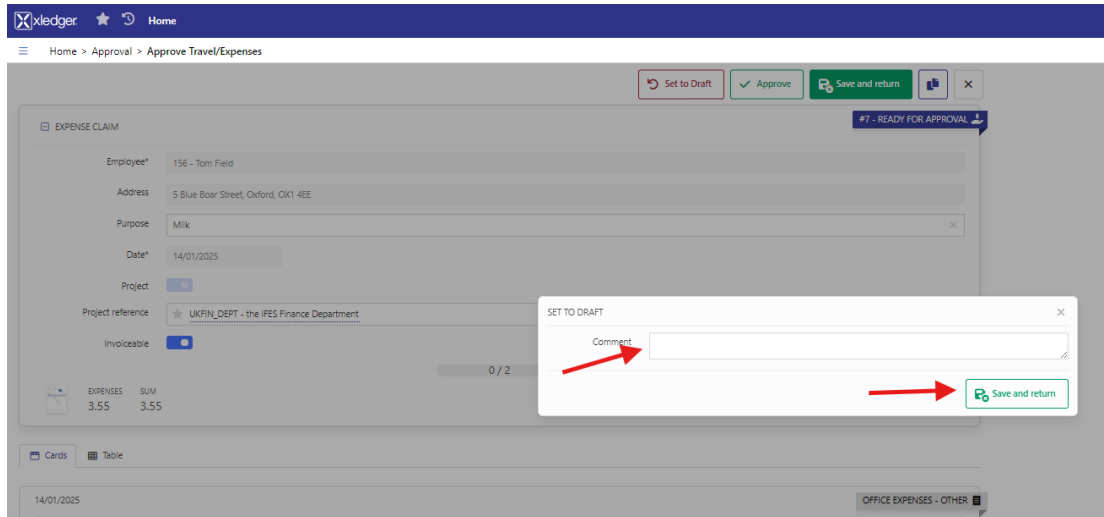 xledger Home
Home > Approval > Approve Travel/Expenses
Set to Draft Approve Save and return
EXPENSE CLAIM #7 - READY FOR APPROVAL
Employee* 156 - Tom Field
Address 5 Blue Boar Street, Oxford, OX1 4EE
Purpose Milk
Date* 14/01/2025
Project
Project reference UKFIN_DEPT - the IFES Finance Department
Invoiceable
0 / 2
EXPENSES SUM
3.55 3.55
SET TO DRAFT
Comment
Save and return
Cards Table
14/01/2025 OFFICE EXPENSES - OTHER